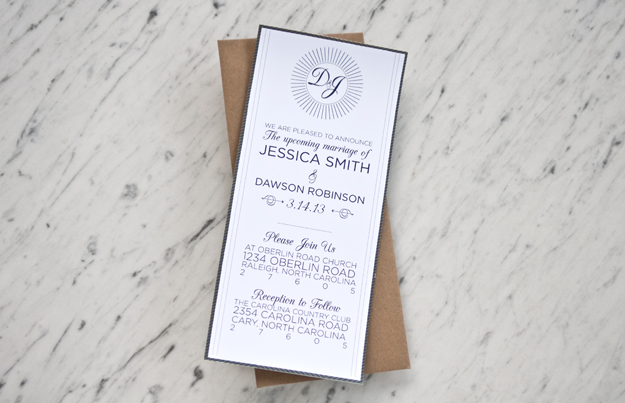 D&J
WE ARE PLEASED TO ANNOUNCE
The upcoming marriage of
JESSICA SMITH
&
DAWSON ROBINSON
3.14.13
Please Join Us
AT OBERLIN ROAD CHURCH
1234 OBERLIN ROAD
RALEIGH, NORTH CAROLINA
2 7 6 0 5
Reception to Follow
THE CAROLINA COUNTRY CLUB
2354 CAROLINA ROAD
CARY, NORTH CAROLINA
2 7 6 0 5